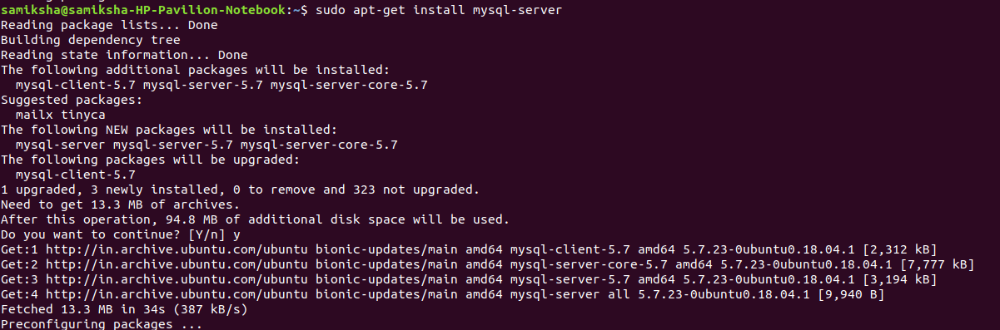 samiksha@samiksha-HP-Pavilion-Notebook:~$ sudo apt-get install mysql-server
Reading package lists... Done
Building dependency tree
Reading state information... Done
The following additional packages will be installed:
  mysql-client-5.7 mysql-server-5.7 mysql-server-core-5.7
Suggested packages:
  mailx tinyca
The following NEW packages will be installed:
  mysql-server mysql-server-5.7 mysql-server-core-5.7
The following packages will be upgraded:
  mysql-client-5.7
1 upgraded, 3 newly installed, 0 to remove and 323 not upgraded.
Need to get 13.3 MB of archives.
After this operation, 94.8 MB of additional disk space will be used.
Do you want to continue? [Y/n] y
Get:1 http://in.archive.ubuntu.com/ubuntu bionic-updates/main amd64 mysql-client-5.7 amd64 5.7.23-0ubuntu0.18.04.1 [2,312 kB]
Get:2 http://in.archive.ubuntu.com/ubuntu bionic-updates/main amd64 mysql-server-core-5.7 amd64 5.7.23-0ubuntu0.18.04.1 [7,777 kB]
Get:3 http://in.archive.ubuntu.com/ubuntu bionic-updates/main amd64 mysql-server-5.7 amd64 5.7.23-0ubuntu0.18.04.1 [3,194 kB]
Get:4 http://in.archive.ubuntu.com/ubuntu bionic-updates/main amd64 mysql-server all 5.7.23-0ubuntu0.18.04.1 [9,940 B]
Fetched 13.3 MB in 34s (387 kB/s)
Preconfiguring packages ...